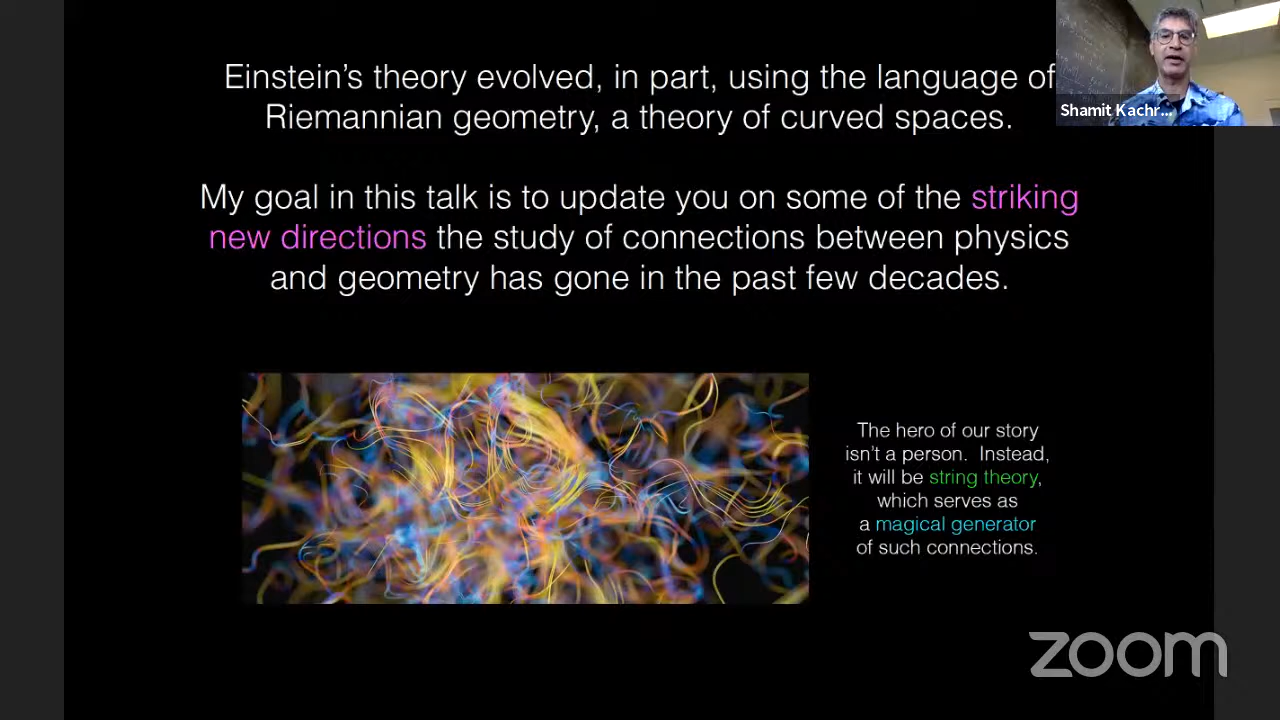 Einstein's theory evolved, in part, using the language of
Riemannian geometry, a theory of curved spaces.
Shamit Kachr...
My goal in this talk is to update you on some of the striking
new directions the study of connections between physics
and geometry has gone in the past few decades.
The hero of our story
isn't a person. Instead,
it will be string theory,
which serves as
a magical generator
of such connections.
zoom